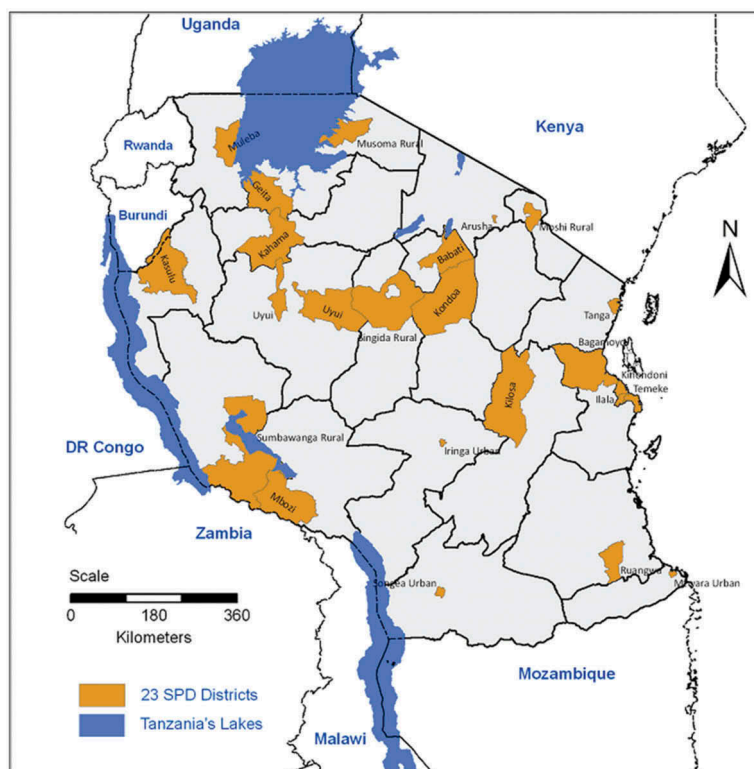 Uganda
Kenya
Rwanda
Muleba
Musoma Rural
Geita
Burundi
Arusha
Moshi Rural
Kahama
Babati
Kasulu
Kondoa
Uyui
Uyui
Singida Rural
N
Tanga
Bagamoyo
Kinondoni
Temeke
Ilala
Kilosa
DR Congo
Sumbawanga Rural
Iringa Urban
Mbozi
Zambia
Scale
0 180 360
Kilometers
Songea Urban
Ruangwa
Mtwara Urban
Mozambique
23 SPD Districts
Tanzania's Lakes
Malawi